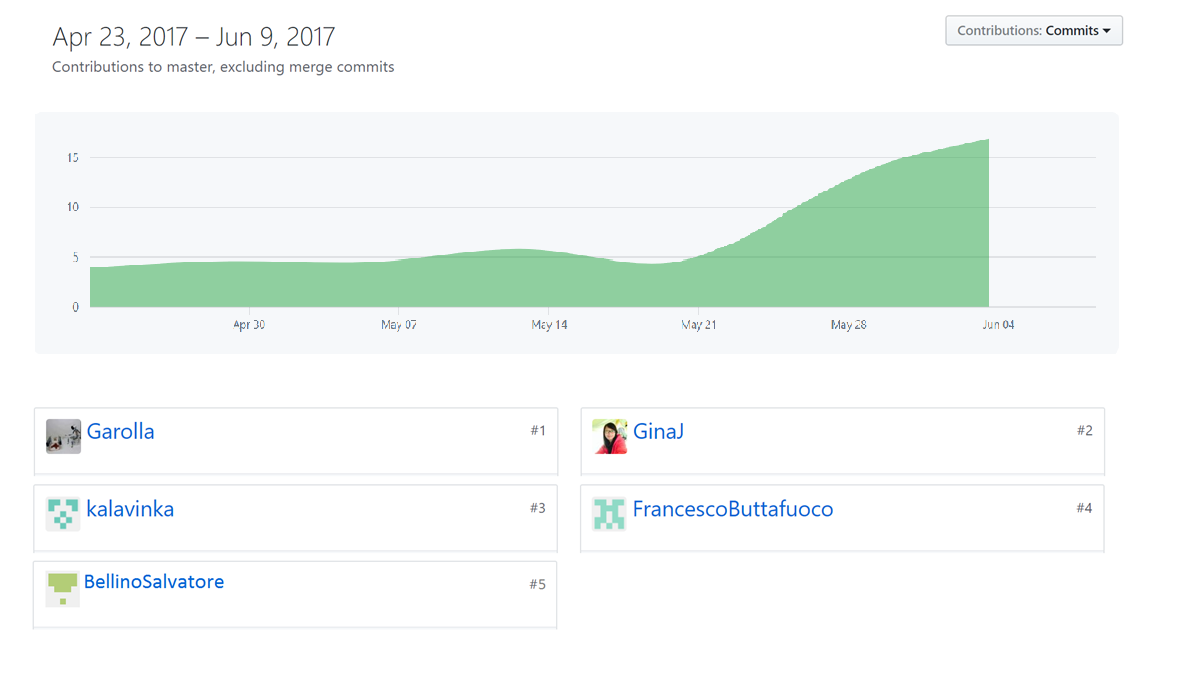 Apr 23, 2017 – Jun 9, 2017
Contributions: Commits
Contributions to master, excluding merge commits
15
10
5
0
Apr 30 May 07 May 14 May 21 May 28 Jun 04
Garolla #1
GinaJ #2
kalavinka #3
FrancescoButtafuoco #4
BellinoSalvatore #5